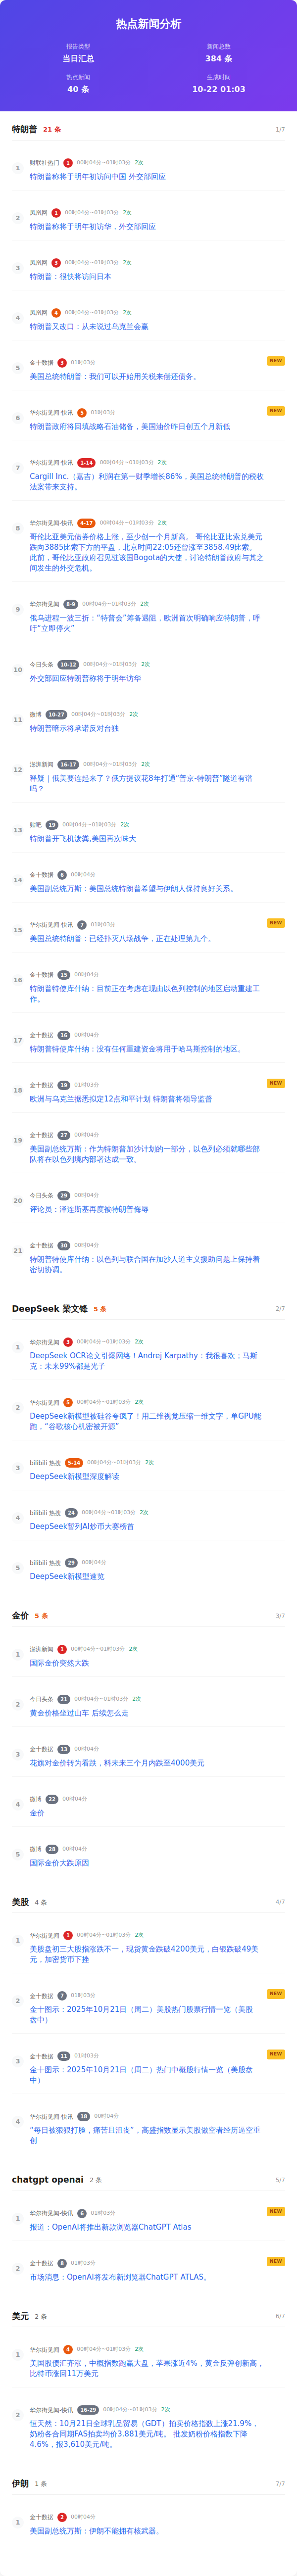 热点新闻分析
报告类型
当日汇总
新闻总数
384 条
热点新闻
40 条
生成时间
10-22 01:03
特朗普 21 条 1/7
1 财联社热门 1 00时04分~01时03分 2次
特朗普称将于明年初访问中国 外交部回应
2 凤凰网 1 00时04分~01时03分 2次
特朗普称将于明年初访华，外交部回应
3 凤凰网 3 00时04分~01时03分 2次
特朗普：很快将访问日本
4 凤凰网 4 00时04分~01时03分 2次
特朗普又改口：从未说过乌克兰会赢
5 金十数据 3 01时03分 NEW
美国总统特朗普：我们可以开始用关税来偿还债务。
6 华尔街见闻-快讯 5 01时03分 NEW
特朗普政府将回填战略石油储备，美国油价昨日创五个月新低
7 华尔街见闻-快讯 1-14 00时04分~01时03分 2次
Cargill Inc.（嘉吉）利润在第一财季增长86%，美国总统特朗普的税收
法案带来支持。
8 华尔街见闻-快讯 4-17 00时04分~01时03分 2次
哥伦比亚美元债券价格上涨，至少创一个月新高。 哥伦比亚比索兑美元
跌向3885比索下方的平盘，北京时间22:05还曾涨至3858.49比索。
此前，哥伦比亚政府召见驻该国Bogota的大使，讨论特朗普政府与其之
间发生的外交危机。
9 华尔街见闻 8-9 00时04分~01时03分 2次
俄乌进程一波三折：“特普会”筹备遇阻，欧洲首次明确响应特朗普，呼
吁“立即停火”
10 今日头条 10-12 00时04分~01时03分 2次
外交部回应特朗普称将于明年访华
11 微博 10-27 00时04分~01时03分 2次
特朗普暗示将承诺反对台独
12 澎湃新闻 16-17 00时04分~01时03分 2次
释疑｜俄美要连起来了？俄方提议花8年打通“普京-特朗普”隧道有谱
吗？
13 贴吧 19 00时04分~01时03分 2次
特朗普开飞机泼粪,美国再次味大
14 金十数据 6 00时04分
美国副总统万斯：美国总统特朗普希望与伊朗人保持良好关系。
15 华尔街见闻-快讯 7 01时03分 NEW
美国总统特朗普：已经扑灭八场战争，正在处理第九个。
16 金十数据 15 00时04分
特朗普特使库什纳：目前正在考虑在现由以色列控制的地区启动重建工
作。
17 金十数据 16 00时04分
特朗普特使库什纳：没有任何重建资金将用于哈马斯控制的地区。
18 金十数据 19 01时03分 NEW
欧洲与乌克兰据悉拟定12点和平计划 特朗普将领导监督
19 金十数据 27 00时04分
美国副总统万斯：作为特朗普加沙计划的一部分，以色列必须就哪些部
队将在以色列境内部署达成一致。
20 今日头条 29 00时04分
评论员：泽连斯基再度被特朗普侮辱
21 金十数据 30 00时04分
特朗普特使库什纳：以色列与联合国在加沙人道主义援助问题上保持着
密切协调。
DeepSeek 梁文锋 5 条 2/7
1 华尔街见闻 3 00时04分~01时03分 2次
DeepSeek OCR论文引爆网络！Andrej Karpathy：我很喜欢；马斯
克：未来99%都是光子
2 华尔街见闻 5 00时04分~01时03分 2次
DeepSeek新模型被硅谷夸疯了！用二维视觉压缩一维文字，单GPU能
跑，“谷歌核心机密被开源”
3 bilibili 热搜 5-14 00时04分~01时03分 2次
DeepSeek新模型深度解读
4 bilibili 热搜 24 00时04分~01时03分 2次
DeepSeek暂列AI炒币大赛榜首
5 bilibili 热搜 29 00时04分
DeepSeek新模型速览
金价 5 条 3/7
1 澎湃新闻 1 00时04分~01时03分 2次
国际金价突然大跌
2 今日头条 21 00时04分~01时03分 2次
黄金价格坐过山车 后续怎么走
3 金十数据 13 00时04分
花旗对金价转为看跌，料未来三个月内跌至4000美元
4 微博 22 00时04分
金价
5 微博 28 00时04分
国际金价大跌原因
美股 4 条 4/7
1 华尔街见闻 1 00时04分~01时03分 2次
美股盘初三大股指涨跌不一，现货黄金跌破4200美元，白银跌破49美
元，加密货币下挫
2 金十数据 7 01时03分 NEW
金十图示：2025年10月21日（周二）美股热门股票行情一览（美股
盘中）
3 金十数据 11 01时03分 NEW
金十图示：2025年10月21日（周二）热门中概股行情一览（美股盘
中）
4 华尔街见闻-快讯 18 00时04分
“每日被狠狠打脸，痛苦且沮丧”，高盛指数显示美股做空者经历逼空重
创
chatgpt openai 2 条 5/7
1 华尔街见闻-快讯 6 01时03分 NEW
报道：OpenAI将推出新款浏览器ChatGPT Atlas
2 金十数据 8 01时03分 NEW
市场消息：OpenAI将发布新浏览器ChatGPT ATLAS。
美元 2 条 6/7
1 华尔街见闻 4 00时04分~01时03分 2次
美国股债汇齐涨，中概指数跑赢大盘，苹果涨近4%，黄金反弹创新高，
比特币涨回11万美元
2 华尔街见闻-快讯 16-29 00时04分~01时03分 2次
恒天然：10月21日全球乳品贸易（GDT）拍卖价格指数上涨21.9%，
奶粉各合同期FAS拍卖均价3.881美元/吨。 批发奶粉价格指数下降
4.6%，报3,610美元/吨。
伊朗 1 条 7/7
1 金十数据 2 00时04分
美国副总统万斯：伊朗不能拥有核武器。